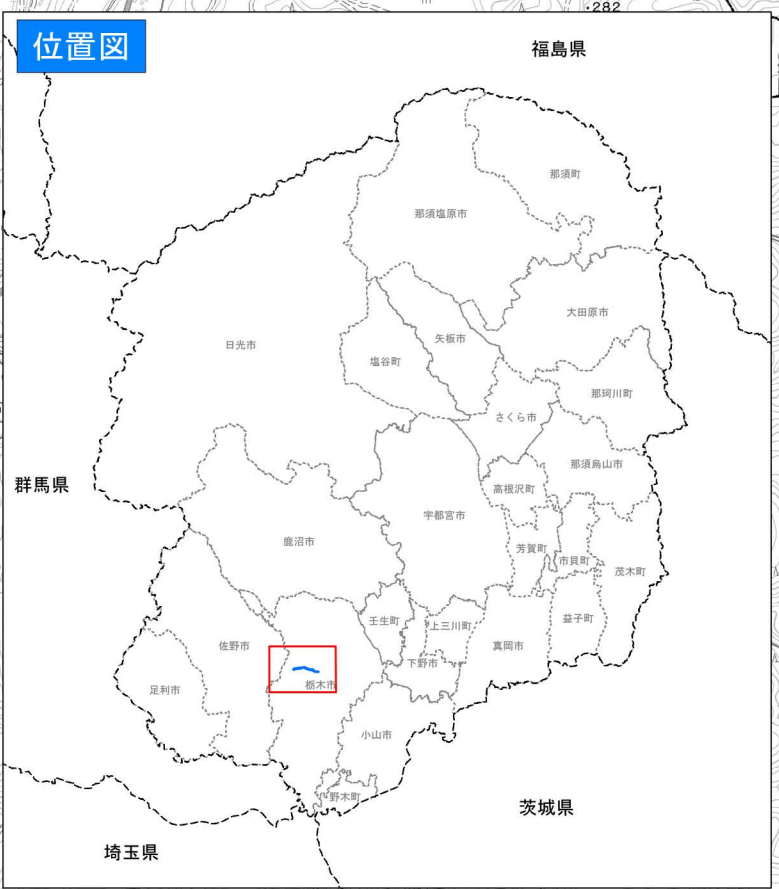 ・282
位置図
福島県
那須町
那須塩原市
大田原市
日光市
矢板市
塩谷町
那珂川町
さくら市
那須烏山市
群馬県
高根沢町
宇都宮市
鹿沼市
芳賀町
市貝町
茂木町
壬生町
上三川町
益子町
佐野市
真岡市
下野市
足利市
栃木市
小山市
野木町
茨城県
埼玉県